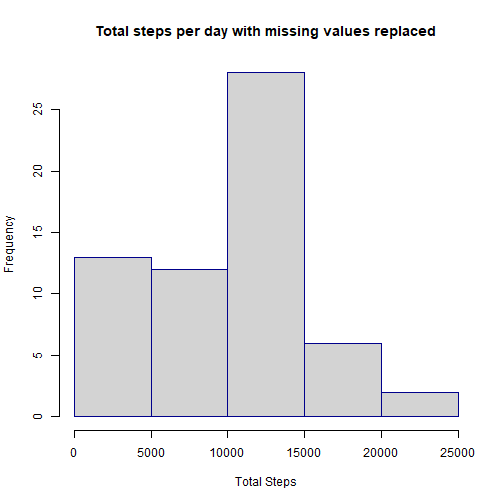 Total steps per day with missing values replaced
Frequency
25
20
15
10
5
0
0 5000 10000 15000 20000 25000
Total Steps